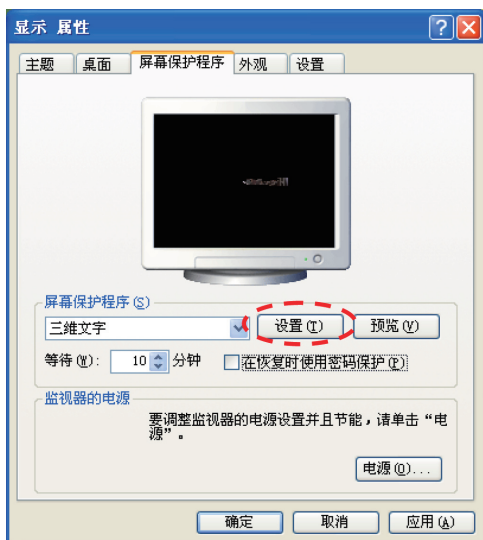 显示 属性
主题 桌面 屏幕保护程序 外观 设置
屏幕保护程序(S)
三维文字 设置(T) 预览(V)
等待(W): 10 分钟 在恢复时使用密码保护(P)
监视器的电源
要调整监视器的电源设置并且节能，请单击“电
源”。
电源(O)...
确定 取消 应用(A)